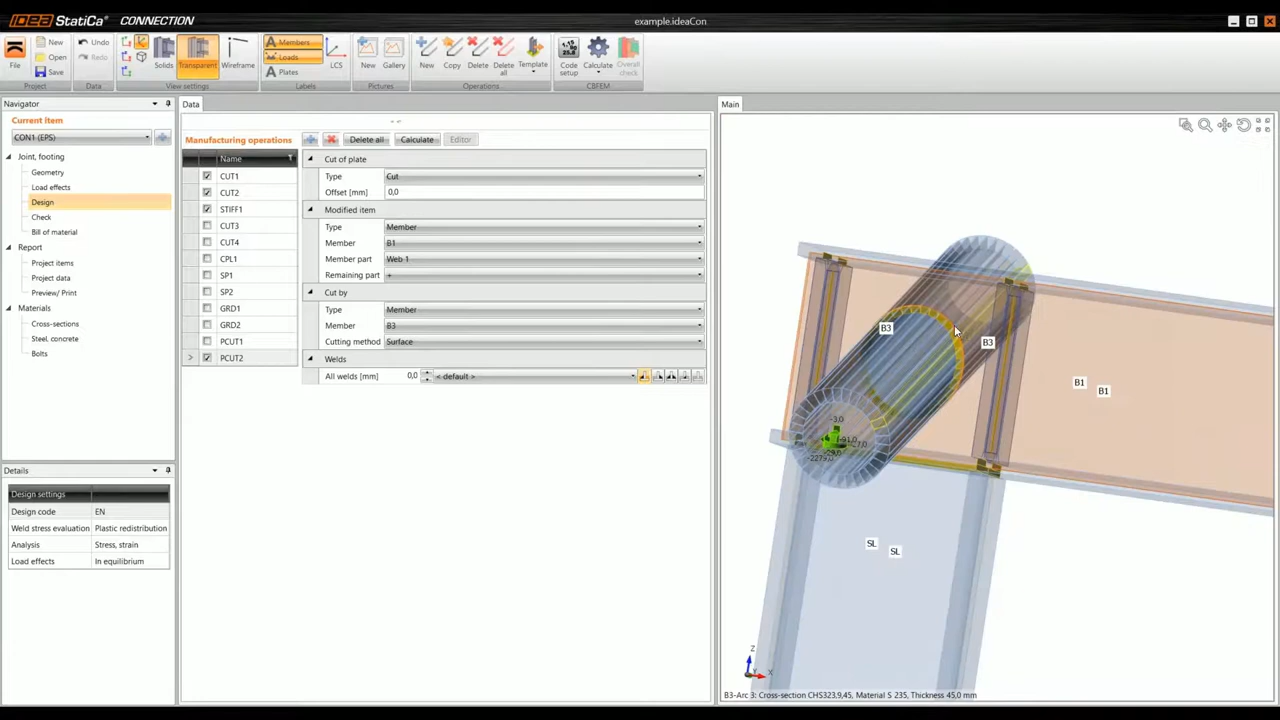 IDEA StatiCa® CONNECTION
example.ideaCon
File
New
Open
Save
Project
Undo
Redo
Data
Solids
Transparent
Wireframe
View settings
Members
Loads
Plates
LCS
Labels
New
Gallery
Pictures
New
Copy
Delete
Delete all
Template
Operations
Code setup
Calculate
Overall check
CBFEM
Navigator
Current item
CON1 (EPS)
Joint, footing
Geometry
Load effects
Design
Check
Bill of material
Report
Project items
Project data
Preview/ Print
Materials
Cross-sections
Steel, concrete
Bolts
Details
Design settings
Design code EN
Weld stress evaluation Plastic redistribution
Analysis Stress, strain
Load effects In equilibrium
Data
Manufacturing operations Delete all Calculate Editor
Name
CUT1
CUT2
STIFF1
CUT3
CUT4
CPL1
SP1
SP2
GRD1
GRD2
PCUT1
PCUT2
Cut of plate
Type Cut
Offset [mm] 0,0
Modified item
Type Member
Member B1
Member part Web 1
Remaining part +
Cut by
Type Member
Member B3
Cutting method Surface
Welds
All welds [mm] 0,0 < default >
Main
B3
B3
B1
B1
-3,0
SL
SL
Z
X
B3-Arc 3: Cross-section CHS323,9,45, Material S 235, Thickness 45,0 mm